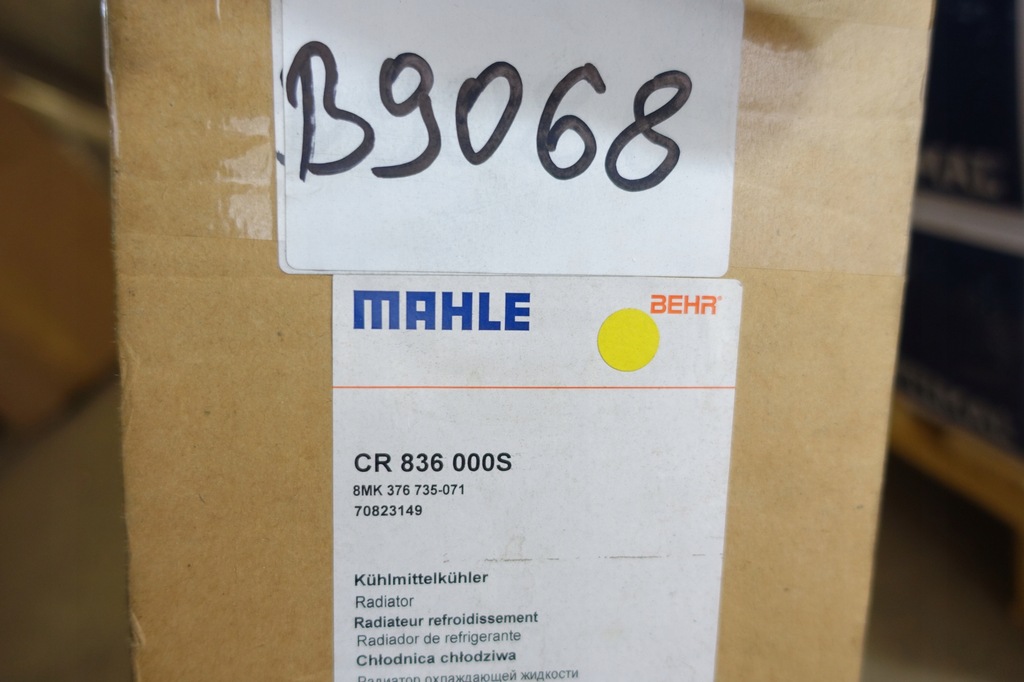 B9068
MAHLE
BEHR®
CR 836 000S
8MK 376 735-071
70823149
Kühlmittelkühler
Radiator
Radiateur refroidissement
Radiador de refrigerante
Chłodnica chłodziwa
Радиатор охлаждающей жидкости